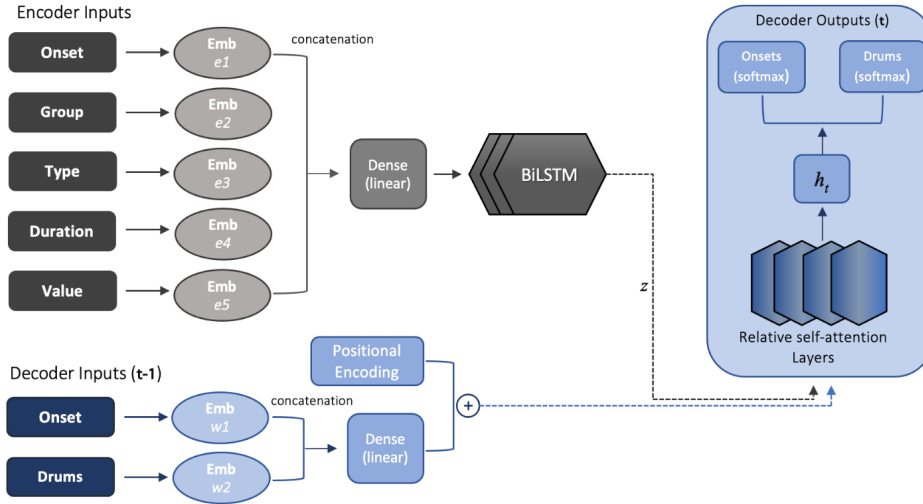 Encoder Inputs
Onset
Emb
e1
concatenation
Group
Emb
e2
Type
Emb
e3
Duration
Emb
e4
Value
Emb
e5
Dense
(linear)
BiLSTM
z
Decoder Inputs (t-1)
Onset
Emb
w1
concatenation
Drums
Emb
w2
Dense
(linear)
Positional
Encoding
+
Decoder Outputs (t)
Onsets
(softmax)
Drums
(softmax)
h_t
Relative self-attention
Layers